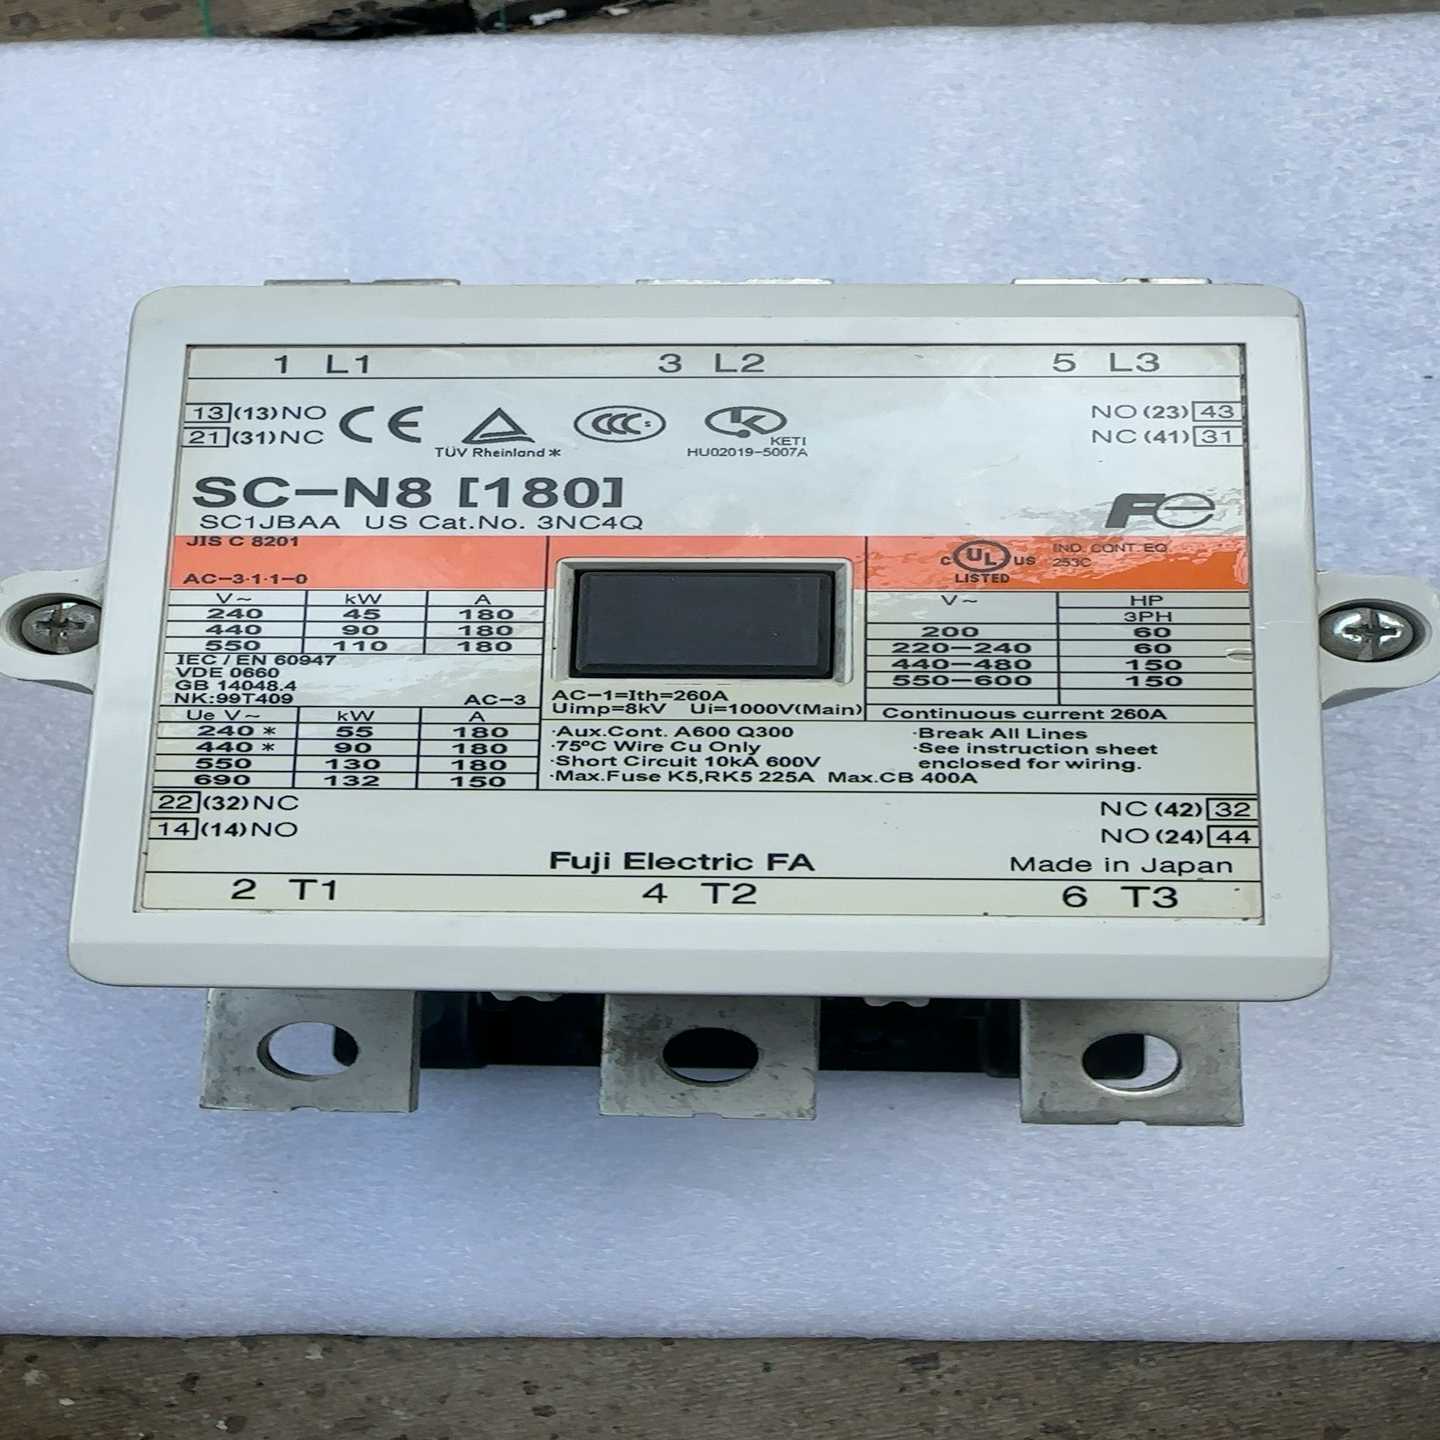 1 L1 3 L2 5 L3
13 (13) NO CE NO (23) 43
21 (31) NC TÜV Rheinland * CCC S K KETI NC (41) 31
HU02019-5007A
SC-N8 [180]
SC1JBAA US Cat.No. 3NC4Q Fe
JIS C 8201 c UL US IND. CONT. EQ.
AC-3·1·1-0 LISTED 253C
V~ kW A V~ HP
240 45 180 3PH
440 90 180 200 60
550 110 180 220-240 60
IEC / EN 60947 440-480 150
VDE 0660 550-600 150
GB 14048.4
NK:99T409 AC-3 AC-1=Ith=260A
Uimp=8kV Ui=1000V(Main) Continuous current 260A
Ue V~ kW A
240 * 55 180 ·Aux.Cont. A600 Q300 ·Break All Lines
440 * 90 180 ·75°C Wire Cu Only ·See instruction sheet
550 130 180 ·Short Circuit 10kA 600V enclosed for wiring.
690 132 150 ·Max.Fuse K5,RK5 225A Max.CB 400A
22 (32) NC NC (42) 32
14 (14) NO NO (24) 44
Fuji Electric FA Made in Japan
2 T1 4 T2 6 T3